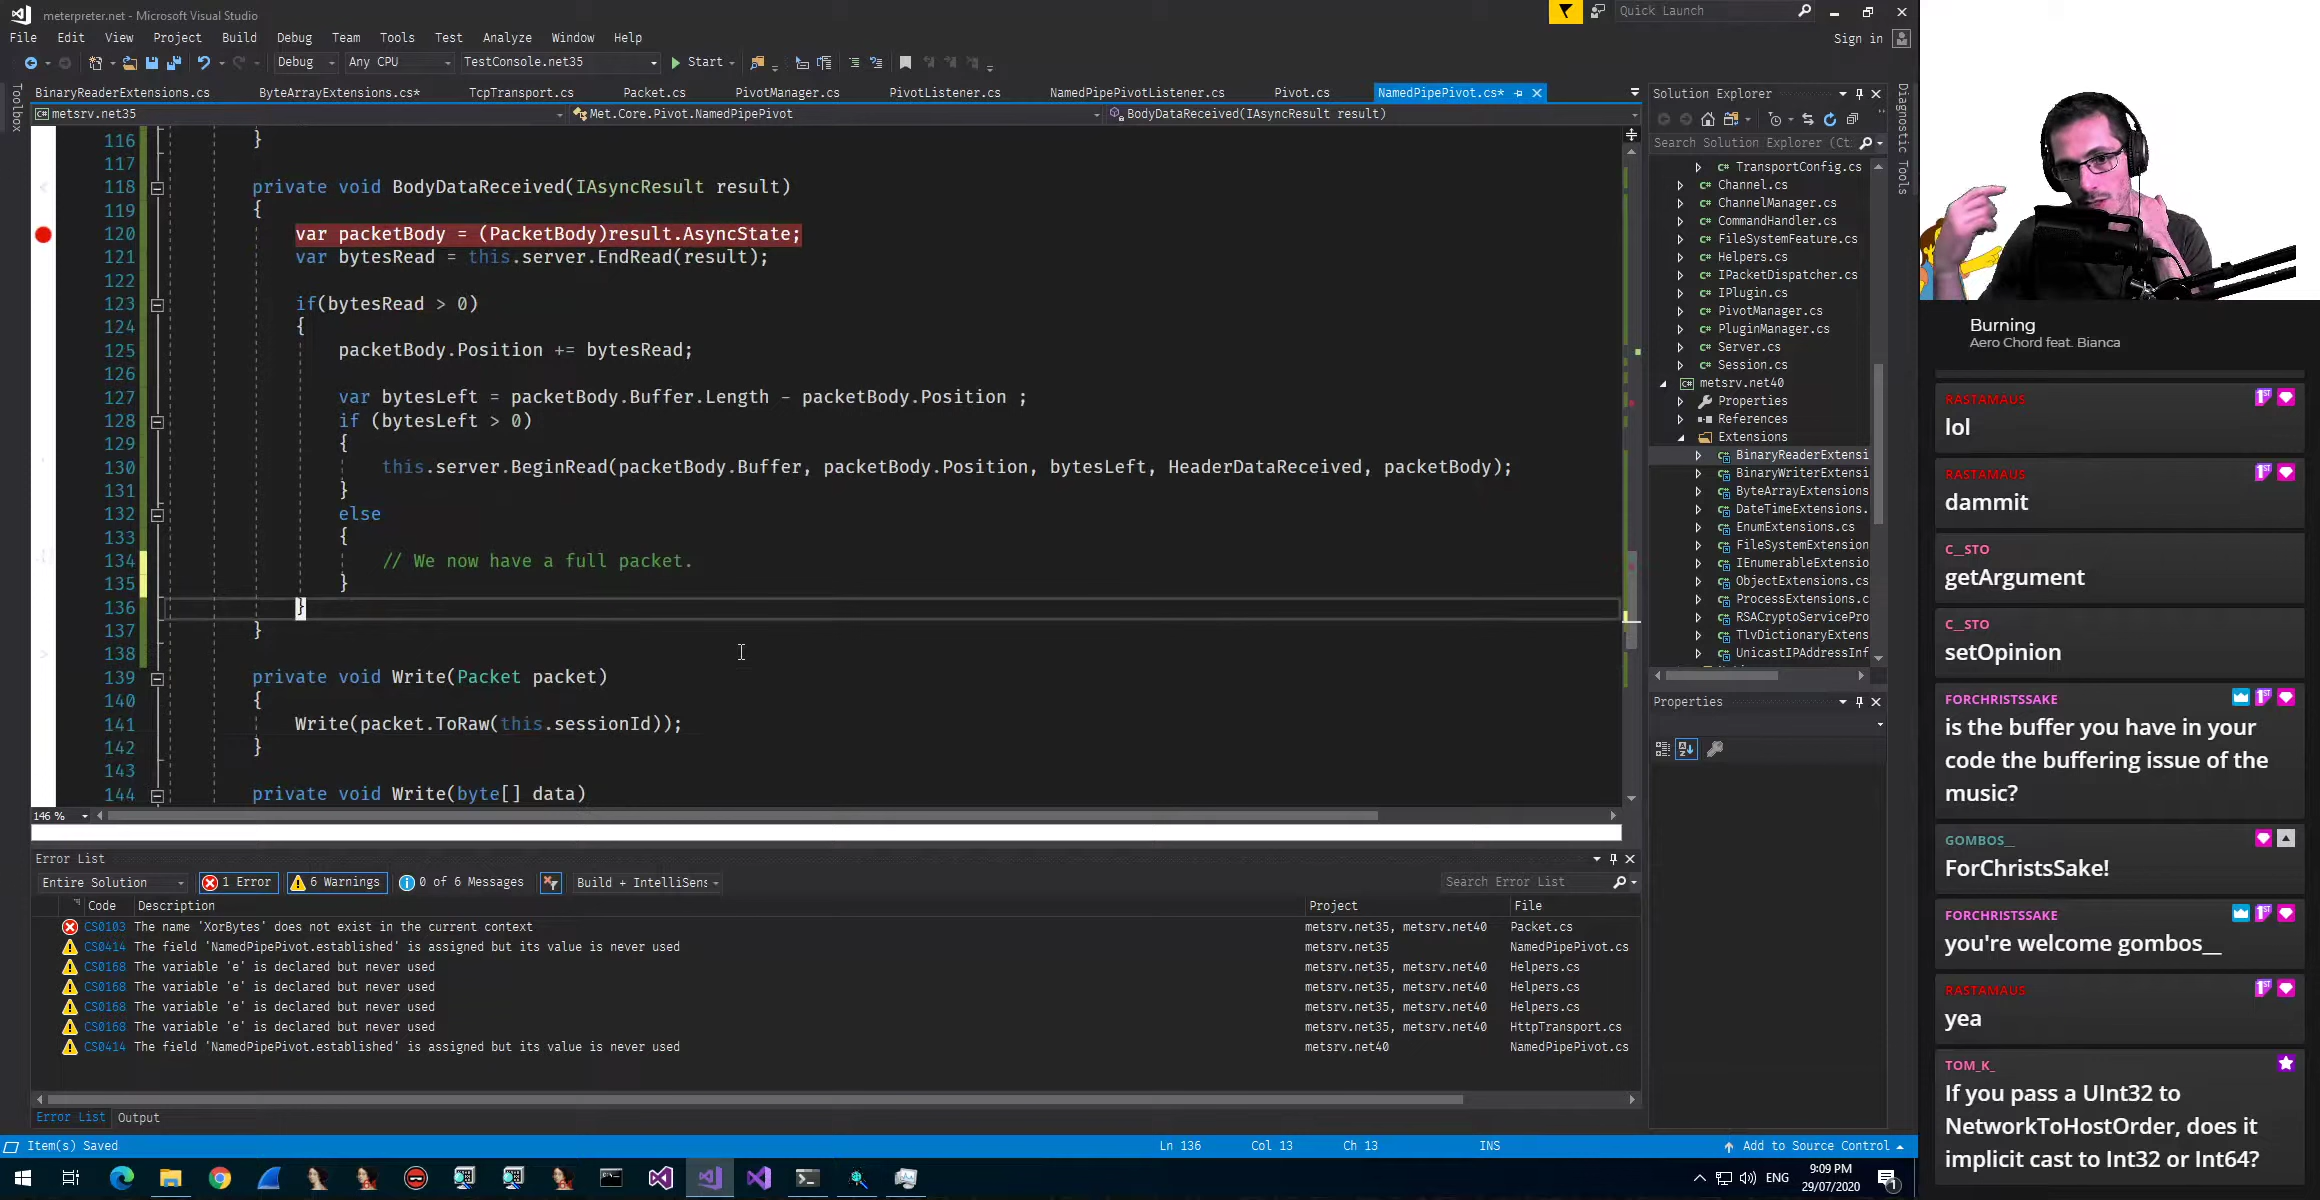 meterpreter.net - Microsoft Visual Studio
Quick Launch
File Edit View Project Build Debug Team Tools Test Analyze Window Help
Sign in
Debug Any CPU TestConsole.net35 Start
BinaryReaderExtensions.cs ByteArrayExtensions.cs* TcpTransport.cs Packet.cs PivotManager.cs PivotListener.cs NamedPipePivotListener.cs Pivot.cs NamedPipePivot.cs*
metsrv.net35 Met.Core.Pivot.NamedPipePivot BodyDataReceived(IAsyncResult result)
Toolbox
116 }
117
118 private void BodyDataReceived(IAsyncResult result)
119 {
120 var packetBody = (PacketBody)result.AsyncState;
121 var bytesRead = this.server.EndRead(result);
122
123 if(bytesRead > 0)
124 {
125 packetBody.Position += bytesRead;
126
127 var bytesLeft = packetBody.Buffer.Length - packetBody.Position ;
128 if (bytesLeft > 0)
129 {
130 this.server.BeginRead(packetBody.Buffer, packetBody.Position, bytesLeft, HeaderDataReceived, packetBody);
131 }
132 else
133 {
134 // We now have a full packet.
135 }
136 }
137 }
138
139 private void Write(Packet packet)
140 {
141 Write(packet.ToRaw(this.sessionId));
142 }
143
144 private void Write(byte[] data)
146 %
Error List
Entire Solution 1 Error 6 Warnings 0 of 6 Messages Build + IntelliSens Search Error List
Code Description Project File
CS0103 The name 'XorBytes' does not exist in the current context metsrv.net35, metsrv.net40 Packet.cs
CS0414 The field 'NamedPipePivot.established' is assigned but its value is never used metsrv.net35 NamedPipePivot.cs
CS0168 The variable 'e' is declared but never used metsrv.net35, metsrv.net40 Helpers.cs
CS0168 The variable 'e' is declared but never used metsrv.net35, metsrv.net40 Helpers.cs
CS0168 The variable 'e' is declared but never used metsrv.net35, metsrv.net40 Helpers.cs
CS0168 The variable 'e' is declared but never used metsrv.net35, metsrv.net40 HttpTransport.cs
CS0414 The field 'NamedPipePivot.established' is assigned but its value is never used metsrv.net40 NamedPipePivot.cs
Error List Output
Item(s) Saved Ln 136 Col 13 Ch 13 INS Add to Source Control
ENG
9:09 PM
29/07/2020
1
Solution Explorer
Search Solution Explorer (Ct
TransportConfig.cs
C# Channel.cs
C# ChannelManager.cs
C# CommandHandler.cs
C# FileSystemFeature.cs
C# Helpers.cs
C# IPacketDispatcher.cs
C# IPlugin.cs
C# PivotManager.cs
C# PluginManager.cs
C# Server.cs
C# Session.cs
metsrv.net40
Properties
References
Extensions
BinaryReaderExtensi
BinaryWriterExtensi
ByteArrayExtensions
DateTimeExtensions.
EnumExtensions.cs
FileSystemExtension
IEnumerableExtensio
ObjectExtensions.cs
ProcessExtensions.c
RSACryptoServicePro
TlvDictionaryExtens
UnicastIPAddressInf
Properties
Diagnostic Tools
Burning
Aero Chord feat. Bianca
RASTAMAUS
lol
RASTAMAUS
dammit
C__STO
getArgument
C__STO
setOpinion
FORCHRISTSSAKE
is the buffer you have in your
code the buffering issue of the
music?
GOMBOS__
ForChristsSake!
FORCHRISTSSAKE
you're welcome gombos__
RASTAMAUS
yea
TOM_K_
If you pass a UInt32 to
NetworkToHostOrder, does it
implicit cast to Int32 or Int64?